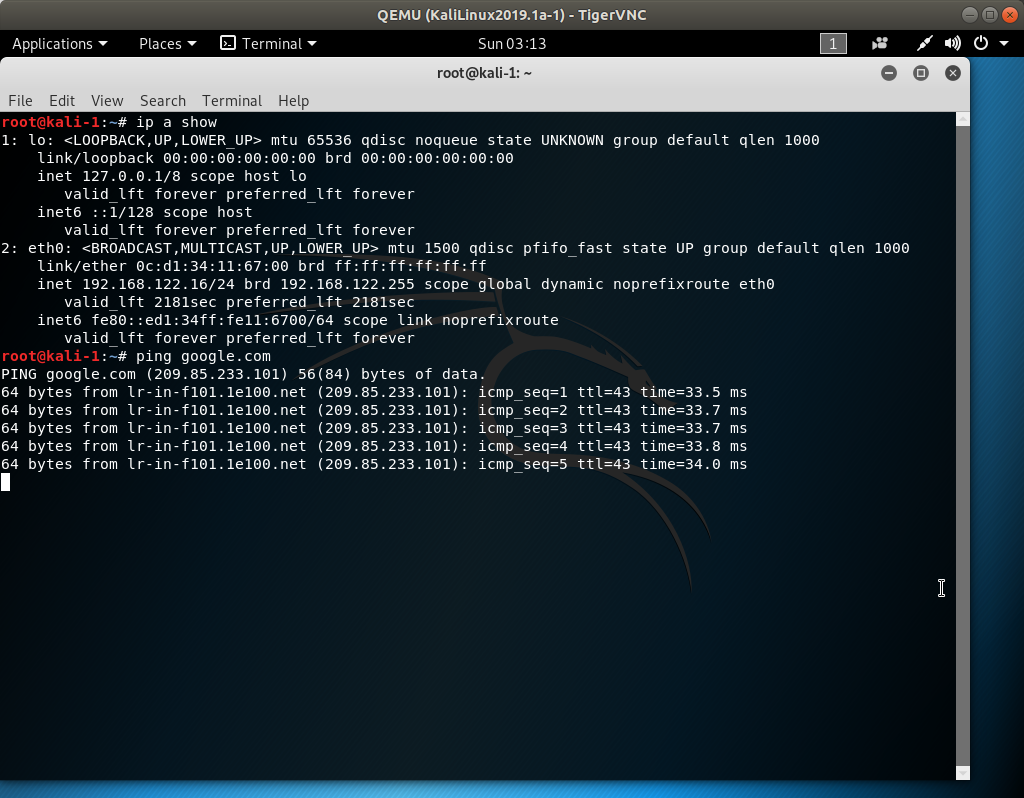 QEMU (KaliLinux2019.1a-1) - TigerVNC
Applications Places Terminal Sun 03:13 1
root@kali-1: ~
File Edit View Search Terminal Help
root@kali-1:~# ip a show
1: lo: <LOOPBACK,UP,LOWER_UP> mtu 65536 qdisc noqueue state UNKNOWN group default qlen 1000
    link/loopback 00:00:00:00:00:00 brd 00:00:00:00:00:00
    inet 127.0.0.1/8 scope host lo
       valid_lft forever preferred_lft forever
    inet6 ::1/128 scope host
       valid_lft forever preferred_lft forever
2: eth0: <BROADCAST,MULTICAST,UP,LOWER_UP> mtu 1500 qdisc pfifo_fast state UP group default qlen 1000
    link/ether 0c:d1:34:11:67:00 brd ff:ff:ff:ff:ff:ff
    inet 192.168.122.16/24 brd 192.168.122.255 scope global dynamic noprefixroute eth0
       valid_lft 2181sec preferred_lft 2181sec
    inet6 fe80::ed1:34ff:fe11:6700/64 scope link noprefixroute
       valid_lft forever preferred_lft forever
root@kali-1:~# ping google.com
PING google.com (209.85.233.101) 56(84) bytes of data.
64 bytes from lr-in-f101.1e100.net (209.85.233.101): icmp_seq=1 ttl=43 time=33.5 ms
64 bytes from lr-in-f101.1e100.net (209.85.233.101): icmp_seq=2 ttl=43 time=33.7 ms
64 bytes from lr-in-f101.1e100.net (209.85.233.101): icmp_seq=3 ttl=43 time=33.7 ms
64 bytes from lr-in-f101.1e100.net (209.85.233.101): icmp_seq=4 ttl=43 time=33.8 ms
64 bytes from lr-in-f101.1e100.net (209.85.233.101): icmp_seq=5 ttl=43 time=34.0 ms